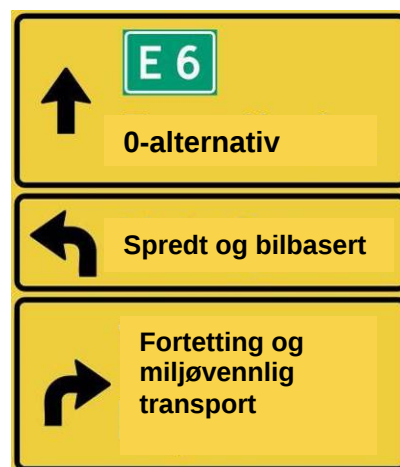 E 6
0-alternativ
Spredt og bilbasert
Fortetting og
miljøvennlig
transport